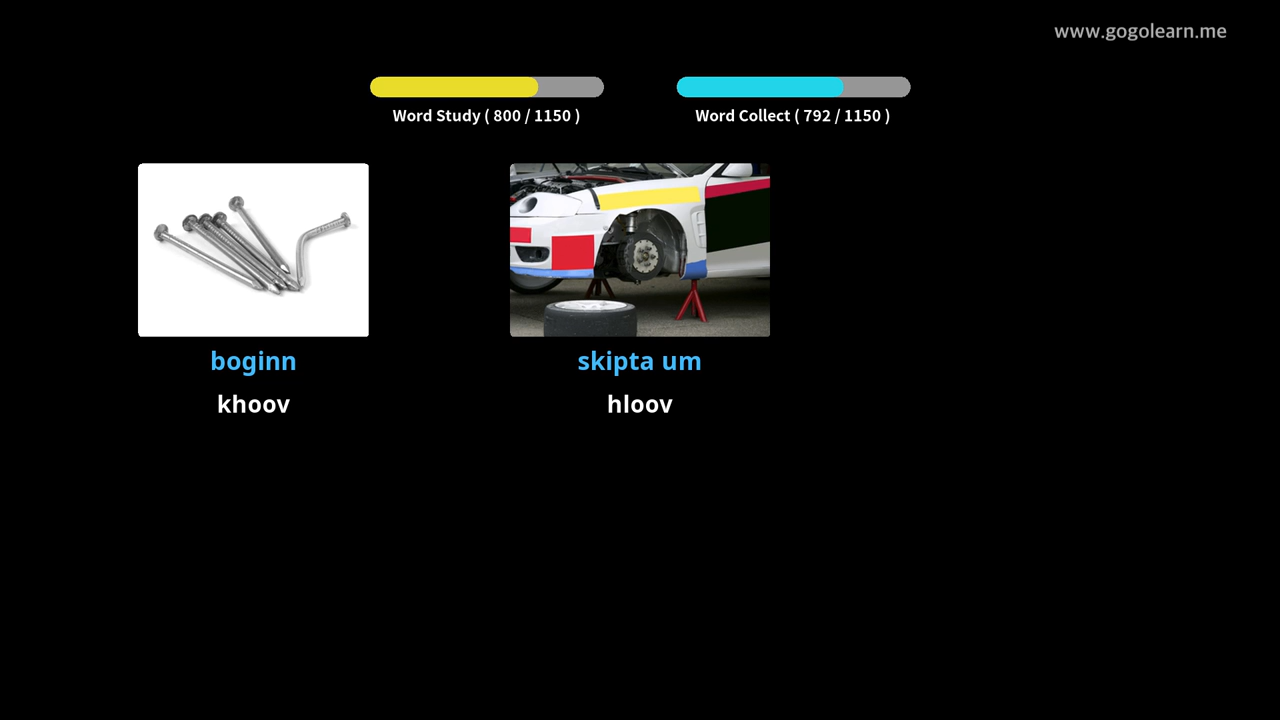 www.gogolearn.me
Word Study ( 800 / 1150 )
Word Collect ( 792 / 1150 )
boginn
khoov
skipta um
hloov